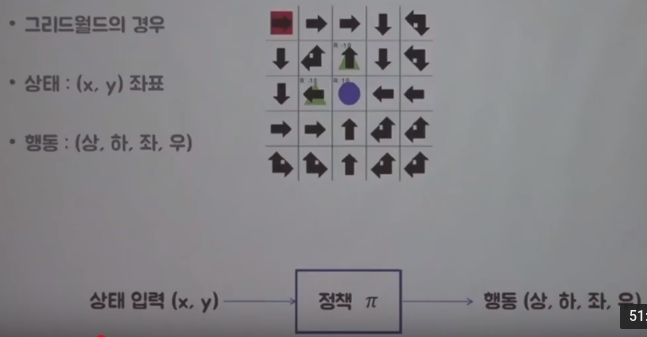 • 그리드월드의 경우
• 상태 : (x, y) 좌표
• 행동 : (상, 하, 좌, 우)
상태 입력 (x, y)
정책 π
행동 (상, 하, 좌, 우)
51: